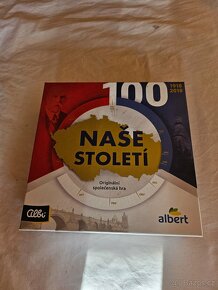 100
1918
2018
NAŠE
STOLETÍ
Originální
společenská hra
Albi
albert